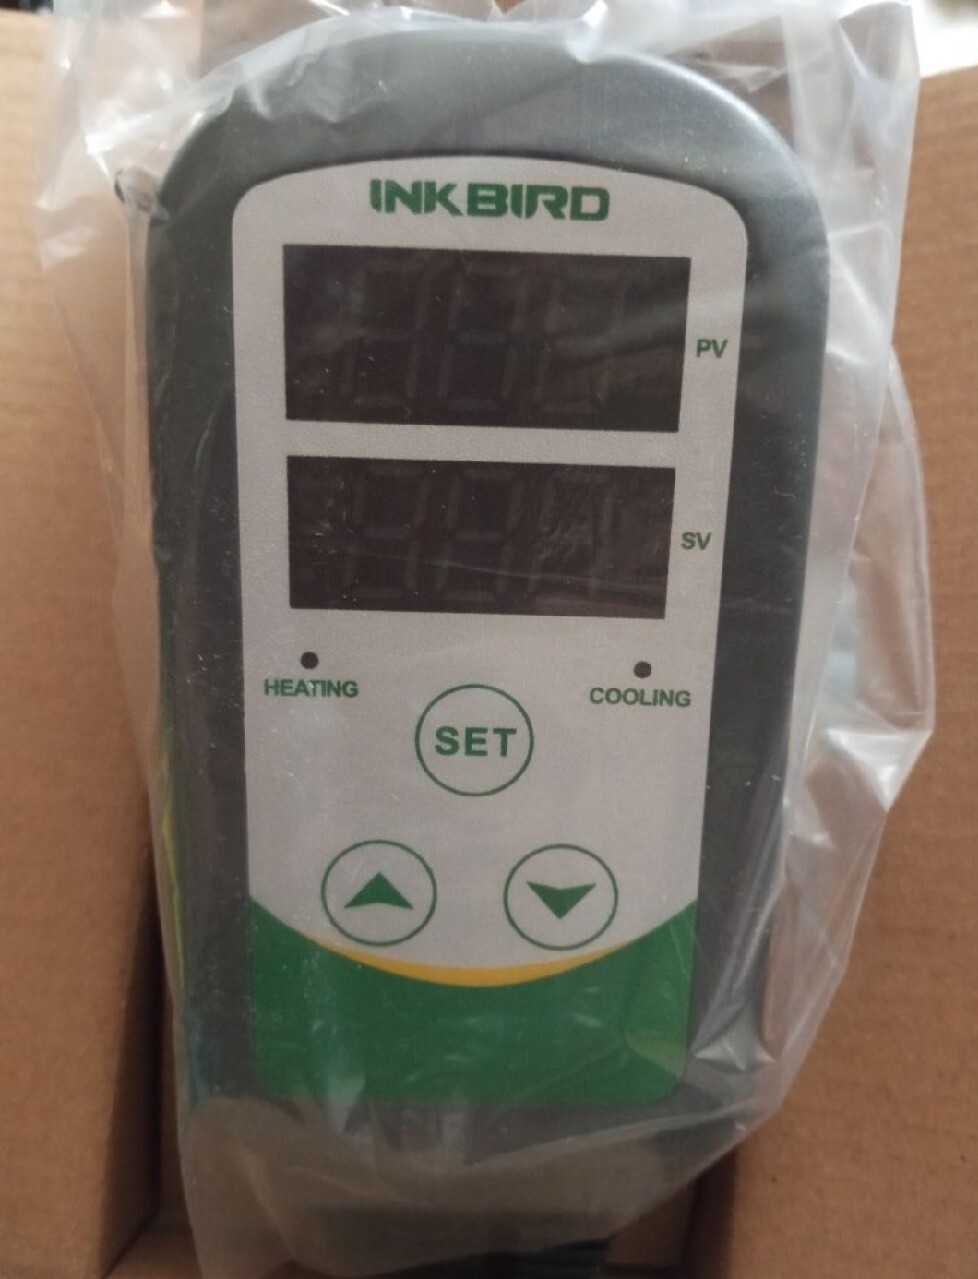 INKBIRD
PV
SV
HEATING
COOLING
SET